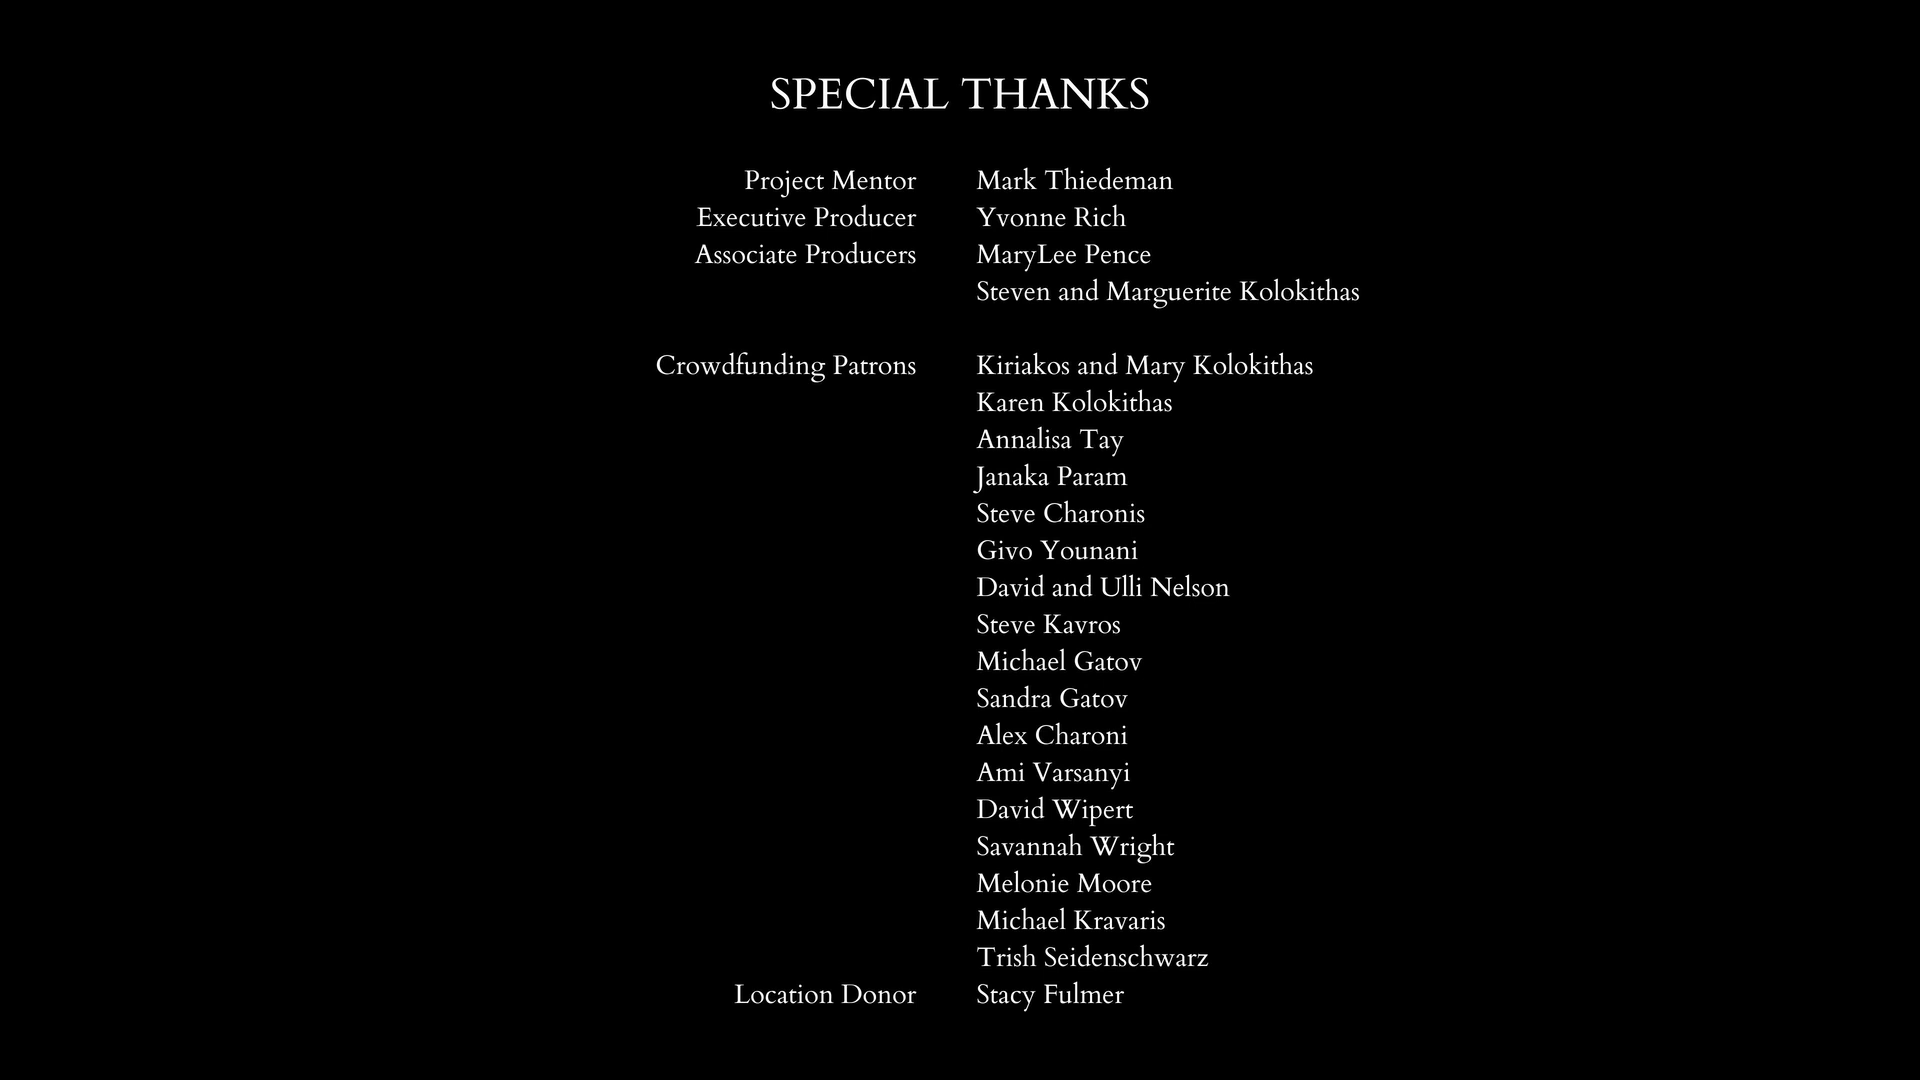 SPECIAL THANKS
Project Mentor Mark Thiedeman
Executive Producer Yvonne Rich
Associate Producers MaryLee Pence
Steven and Marguerite Kolokithas
Crowdfunding Patrons Kiriakos and Mary Kolokithas
Karen Kolokithas
Annalisa Tay
Janaka Param
Steve Charonis
Givo Younani
David and Ulli Nelson
Steve Kavros
Michael Gatov
Sandra Gatov
Alex Charoni
Ami Varsanyi
David Wipert
Savannah Wright
Melonie Moore
Michael Kravaris
Trish Seidenschwarz
Location Donor Stacy Fulmer